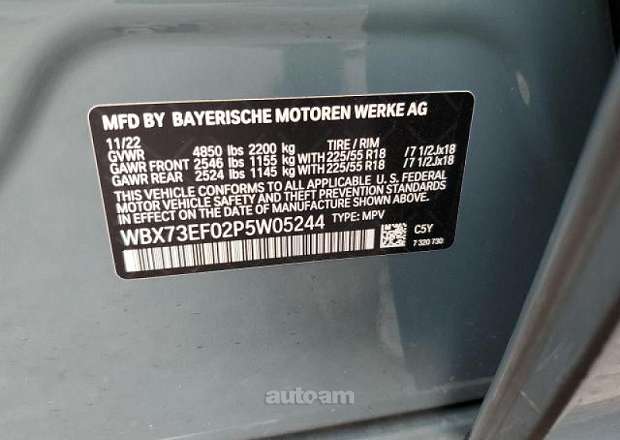 MFD BY BAYERISCHE MOTOREN WERKE AG
11/22 TIRE / RIM
GVWR 4850 lbs 2200 kg
GAWR FRONT 2546 lbs 1155 kg WITH 225/55 R18 /7 1/2Jx18
GAWR REAR 2524 lbs 1145 kg WITH 225/55 R18 /7 1/2Jx18
THIS VEHICLE CONFORMS TO ALL APPLICABLE U. S. FEDERAL
MOTOR VEHICLE SAFETY AND THEFT PREVENTION STANDARDS
IN EFFECT ON THE DATE OF MANUFACTURE SHOWN ABOVE.
WBX73EF02P5W05244 TYPE: MPV
C5Y
7 320 730
autoam